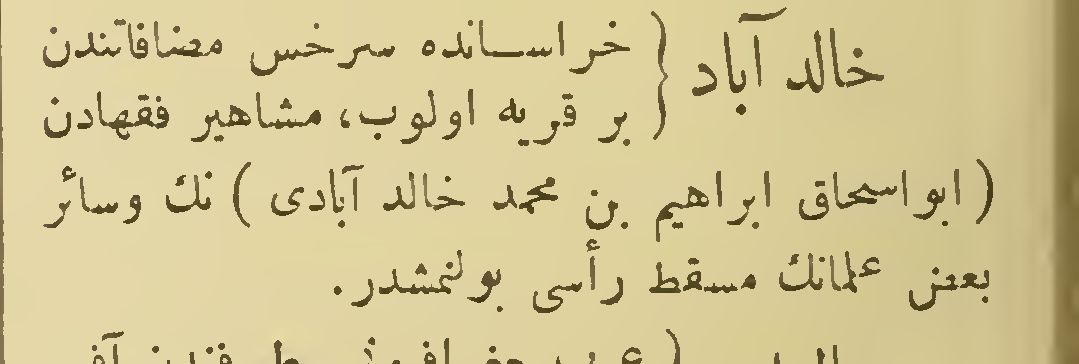 خالد آباد { خراسانده سرخس مضافاتندن
بر قریه اولوب، مشاهیر فقهادن
( ابواسحاق ابراهیم بن محمد خالد آبادی ) نك وسائر
بعض علمانك مسقط رأسی بولنمشدر.